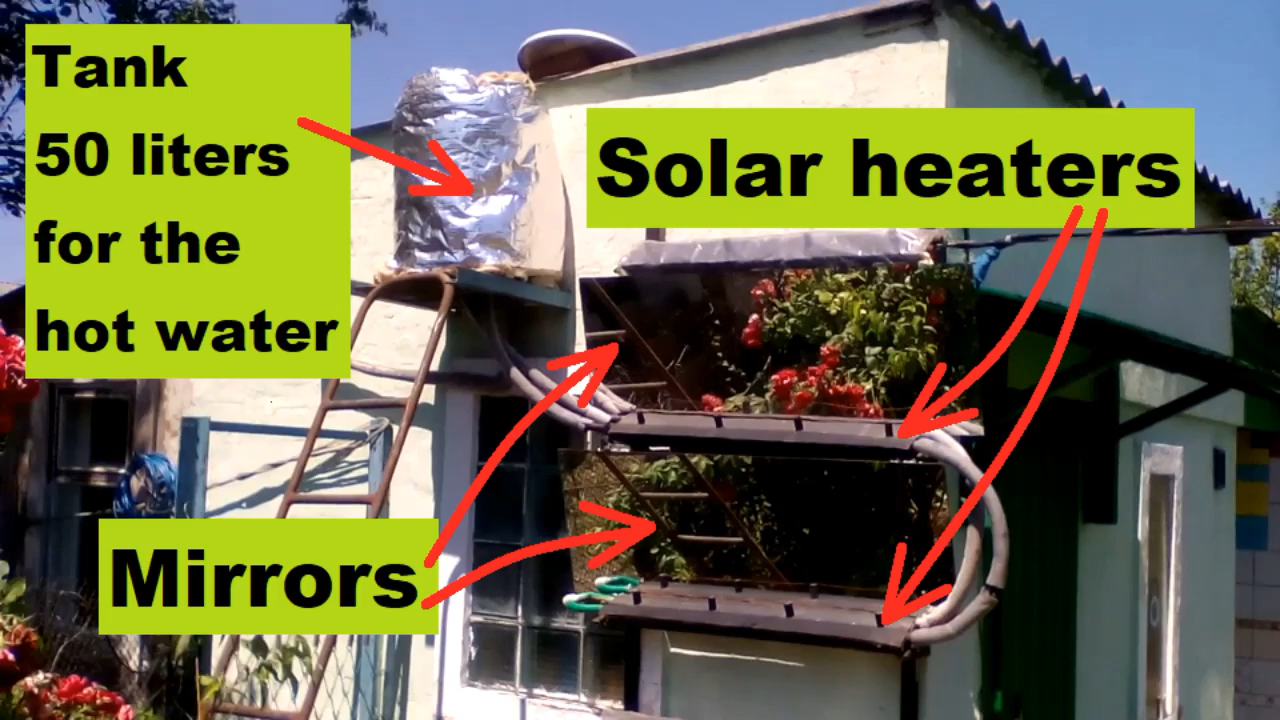 Tank
50 liters
for the
hot water
Solar heaters
Mirrors